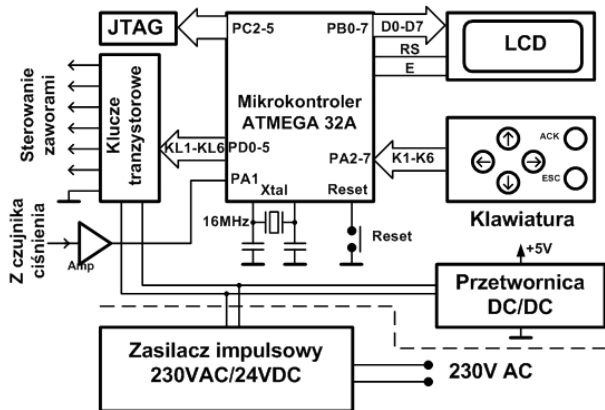 JTAG
PC2-5
PB0-7
D0-D7
RS
E
LCD
Sterowanie
zaworami
Klucze
tranzystorowe
Mikrokontroler
ATMEGA 32A
KL1-KL6
PD0-5
PA2-7
K1-K6
PA1
Xtal
Reset
16MHz
Reset
ACK
ESC
Klawiatura
Z czujnika
ciśnienia
Amp
+5V
Przetwornica
DC/DC
Zasilacz impulsowy
230VAC/24VDC
230V AC